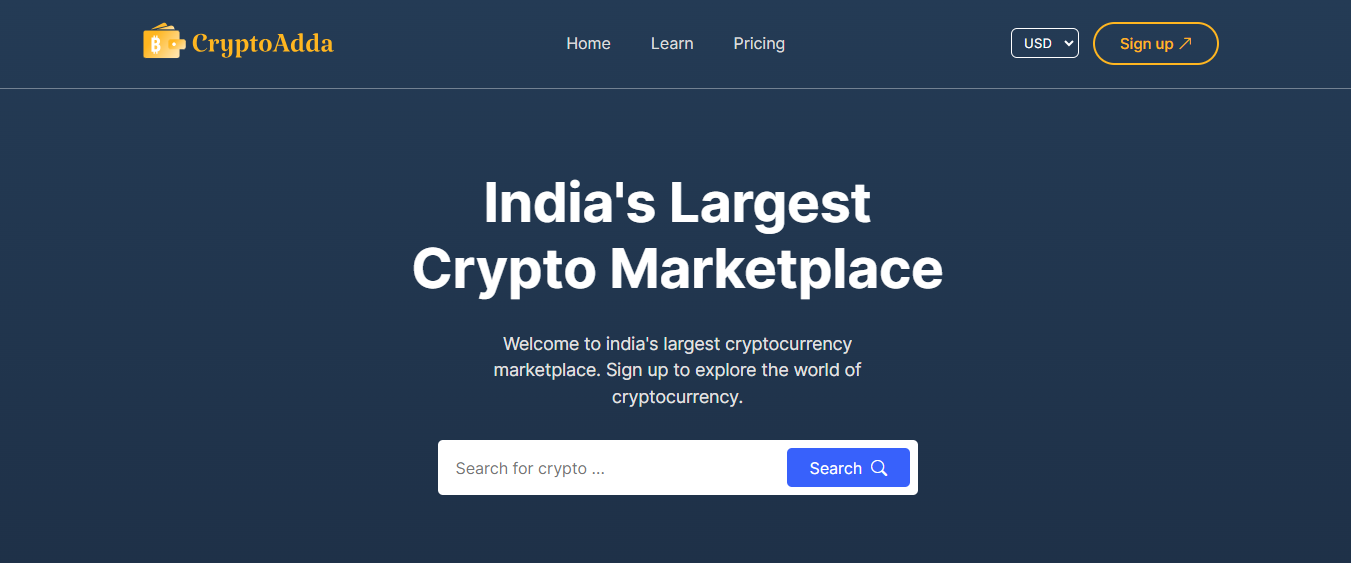 CryptoAdda
Home Learn Pricing
USD
Sign up
India's Largest
Crypto Marketplace
Welcome to india's largest cryptocurrency
marketplace. Sign up to explore the world of
cryptocurrency.
Search for crypto ...
Search